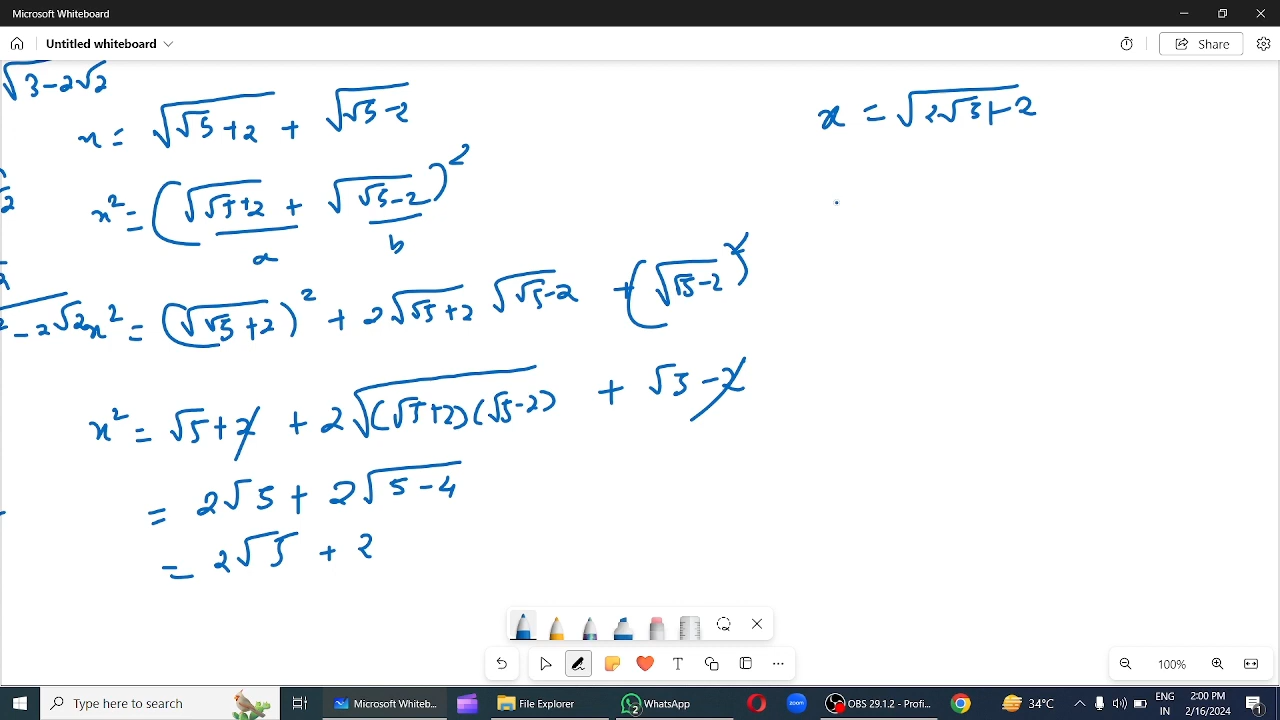 Microsoft Whiteboard
Untitled whiteboard
Share
√3-2√2
x = √(√5+2) + √(√5-2)
x = √(2√5+2)
x² = (√(√5+2) + √(√5-2))²
a b
x² = (√(√5+2))² + 2√(√5+2) √(√5-2) + (√(√5-2))²
x² = √5+2 + 2√((√5+2)(√5-2)) + √5-2
= 2√5 + 2√(5-4)
= 2√5 + 2
100%
Type here to search
Microsoft Whiteb...
File Explorer
WhatsApp
2
zoom
OBS 29.1.2 - Profi...
34°C
ENG
IN
2:00 PM
2/16/2024